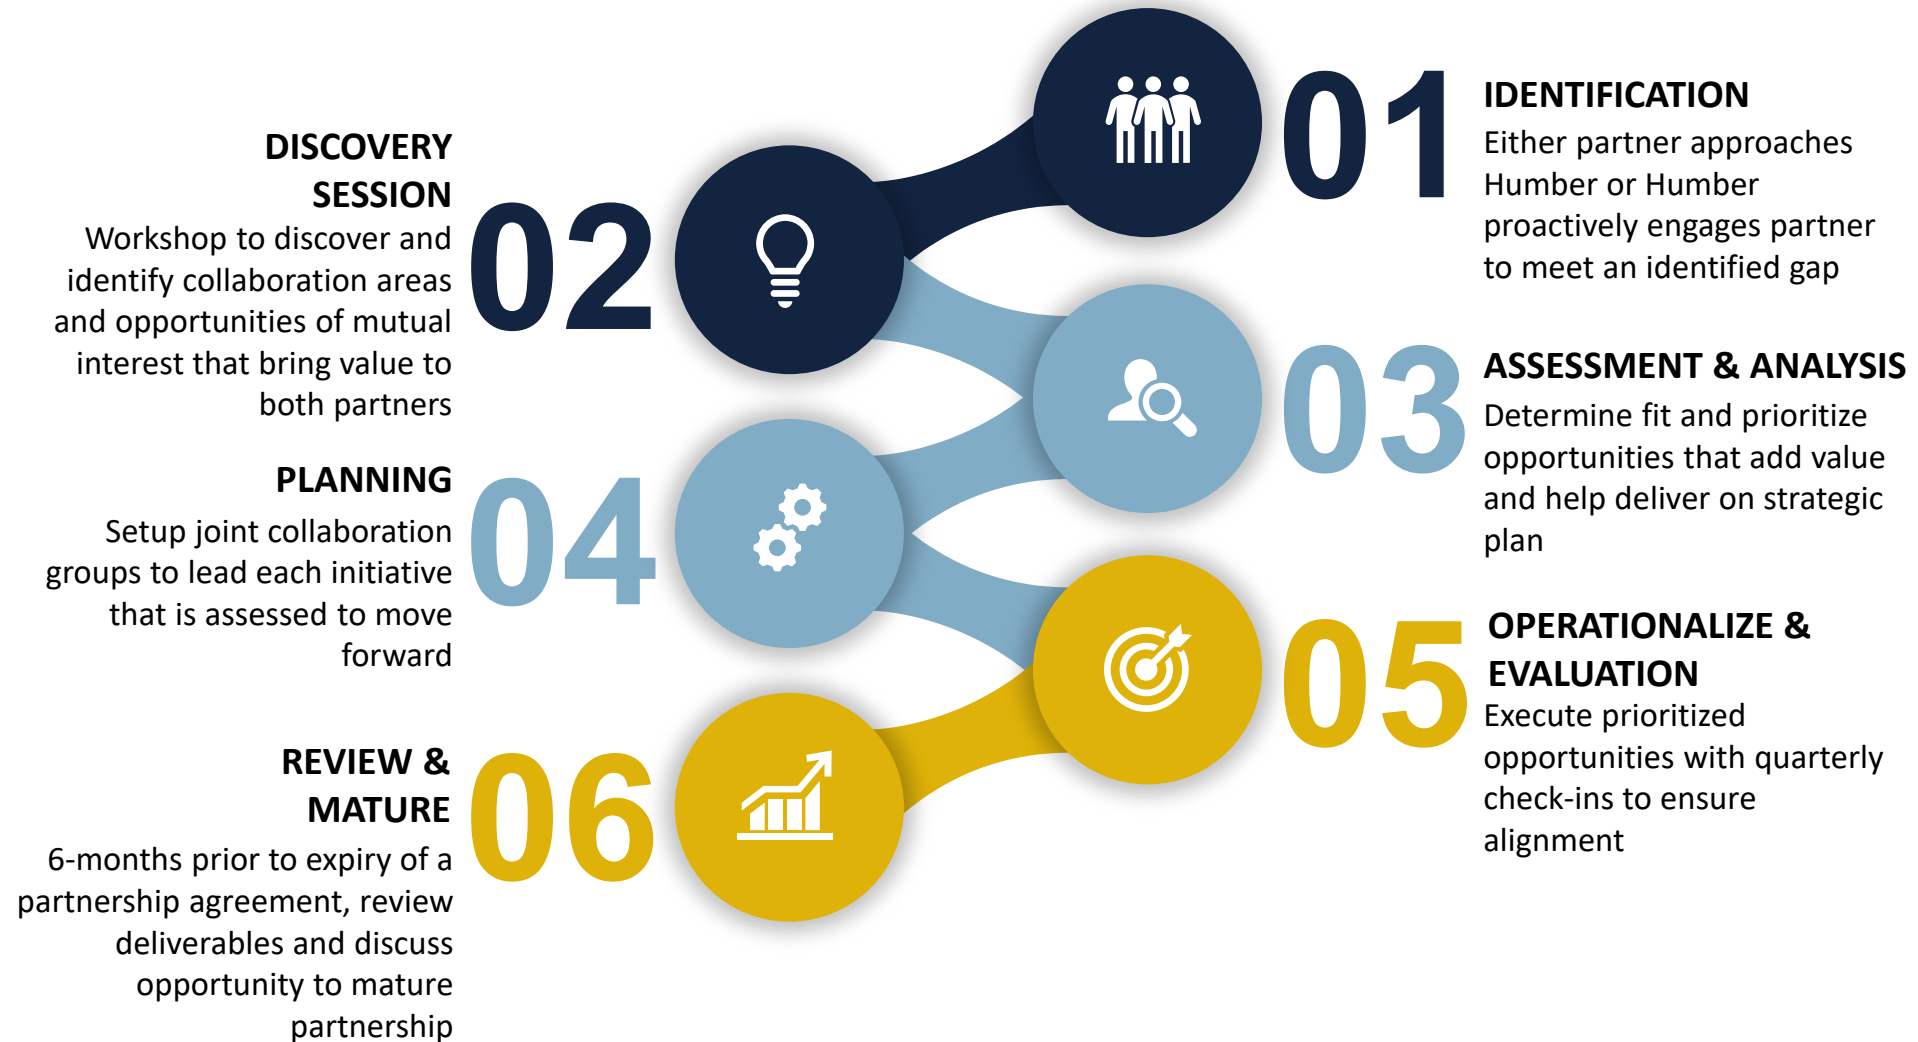 01
IDENTIFICATION
Either partner approaches
Humber or Humber
proactively engages partner
to meet an identified gap
DISCOVERY
SESSION
02
Workshop to discover and
identify collaboration areas
and opportunities of mutual
interest that bring value to
both partners
03
ASSESSMENT & ANALYSIS
Determine fit and prioritize
opportunities that add value
and help deliver on strategic
plan
PLANNING
04
Setup joint collaboration
groups to lead each initiative
that is assessed to move
forward
05
OPERATIONALIZE &
EVALUATION
Execute prioritized
opportunities with quarterly
check-ins to ensure
alignment
REVIEW &
MATURE
06
6-months prior to expiry of a
partnership agreement, review
deliverables and discuss
opportunity to mature
partnership